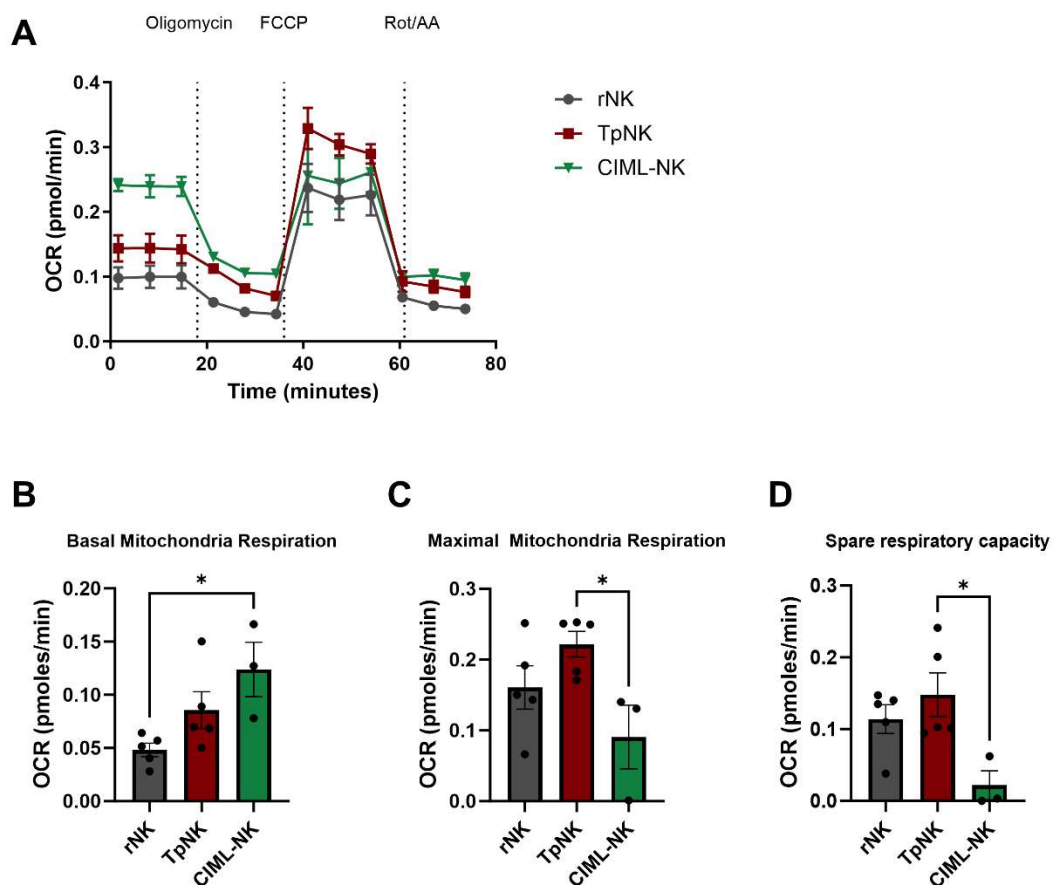 A
Oligomycin FCCP Rot/AA
OCR (pmol/min)
0.4
0.3
0.2
0.1
0.0
0 20 40 60 80
Time (minutes)
rNK
TpNK
CIML-NK
B
Basal Mitochondria Respiration
OCR (pmoles/min)
0.20
0.15
0.10
0.05
0.00
*
rNK TpNK CIML-NK
C
Maximal Mitochondria Respiration
OCR (pmoles/min)
0.3
0.2
0.1
0.0
*
rNK TpNK CIML-NK
D
Spare respiratory capacity
OCR (pmoles/min)
0.3
0.2
0.1
0.0
*
rNK TpNK CIML-NK